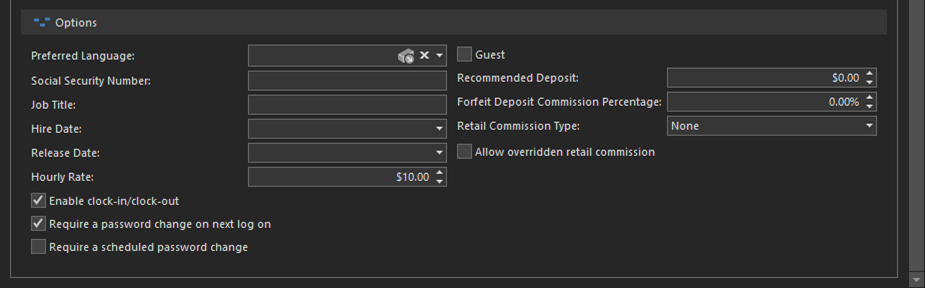 Options
Preferred Language:
Social Security Number:
Job Title:
Hire Date:
Release Date:
Hourly Rate: $10.00
Enable clock-in/clock-out
Require a password change on next log on
Require a scheduled password change
Guest
Recommended Deposit: $0.00
Forfeit Deposit Commission Percentage: 0.00%
Retail Commission Type: None
Allow overridden retail commission